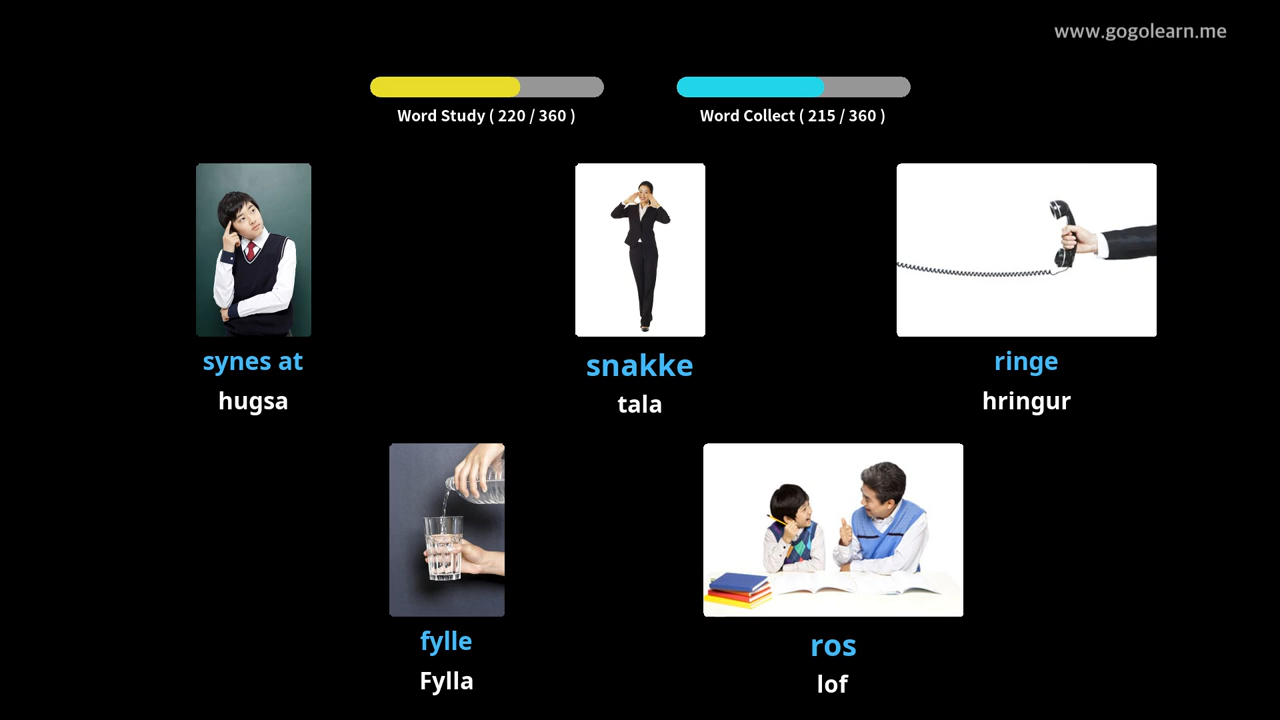 www.gogolearn.me
Word Study ( 220 / 360 )
Word Collect ( 215 / 360 )
synes at
hugsa
snakke
tala
ringe
hringur
fylle
Fylla
ros
lof